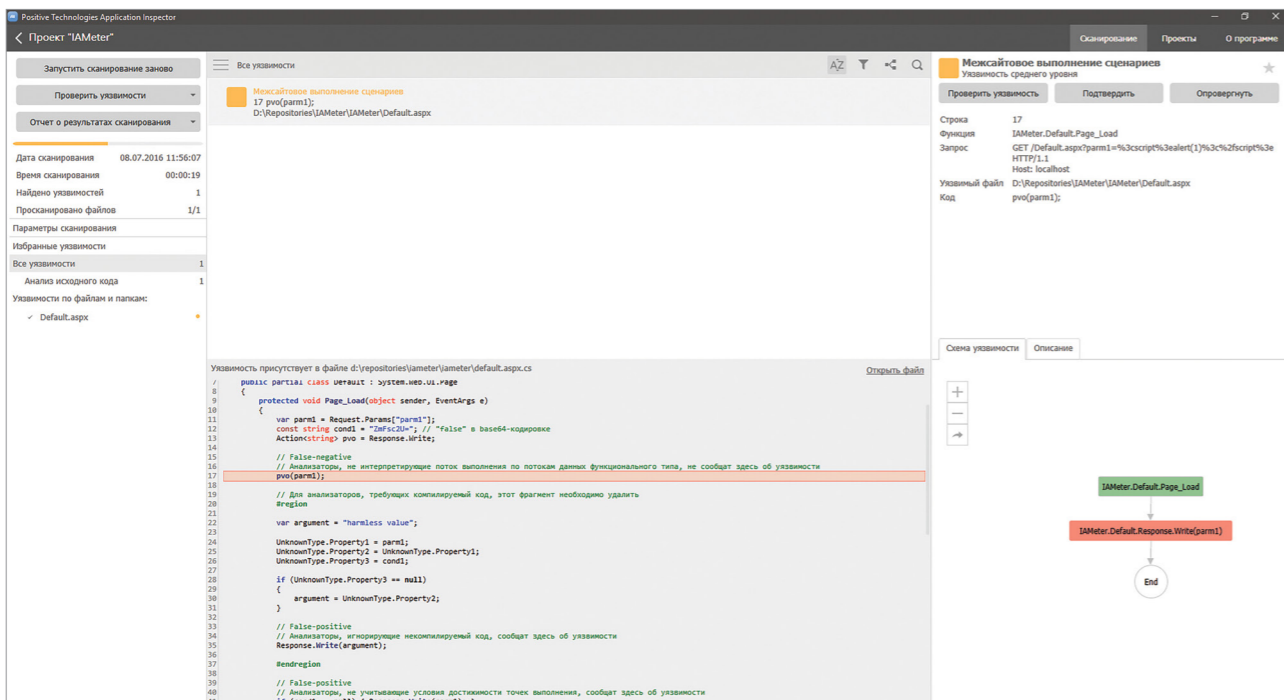 Positive Technologies Application Inspector
Проект "IAMeter"
Сканирование Проекты О программе
Запустить сканирование заново
Проверить уязвимости
Отчет о результатах сканирования
Дата сканирования 08.07.2016 11:56:07
Время сканирования 00:00:19
Найдено уязвимостей 1
Просканировано файлов 1/1
Параметры сканирования
Избранные уязвимости
Все уязвимости 1
Анализ исходного кода 1
Уязвимости по файлам и папкам:
Default.aspx
Все уязвимости
AZ
Межсайтовое выполнение сценариев
17 pvo(parm1);
D:\Repositories\IAMeter\IAMeter\Default.aspx
Уязвимость присутствует в файле d:\repositories\iameter\iameter\default.aspx.cs
Открыть файл
7 public partial class Default : System.Web.UI.Page
8 {
9 protected void Page_Load(object sender, EventArgs e)
10 {
11 var parm1 = Request.Params["parm1"];
12 const string cond1 = "ZmFsc2U="; // "false" в base64-кодировке
13 Action<string> pvo = Response.Write;
14
15 // False-negative
16 // Анализаторы, не интерпретирующие поток выполнения по потокам данных функционального типа, не сообщат здесь об уязвимости
17 pvo(parm1);
18
19 // Для анализаторов, требующих компилируемый код, этот фрагмент необходимо удалить
20 #region
21
22 var argument = "harmless value";
23
24 UnknownType.Property1 = parm1;
25 UnknownType.Property2 = UnknownType.Property1;
26 UnknownType.Property3 = cond1;
27
28 if (UnknownType.Property3 == null)
29 {
30 argument = UnknownType.Property2;
31 }
32
33 // False-positive
34 // Анализаторы, игнорирующие некомпилируемый код, сообщат здесь об уязвимости
35 Response.Write(argument);
36
37 #endregion
38
39 // False-positive
40 // Анализаторы, не учитывающие условия достижимости точек выполнения, сообщат здесь об уязвимости
Межсайтовое выполнение сценариев
Уязвимость среднего уровня
Проверить уязвимость Подтвердить Опровергнуть
Строка 17
Функция IAMeter.Default.Page_Load
Запрос GET /Default.aspx?parm1=%3cscript%3ealert(1)%3c%2fscript%3e
HTTP/1.1
Host: localhost
Уязвимый файл D:\Repositories\IAMeter\IAMeter\Default.aspx
Код pvo(parm1);
Схема уязвимости Описание
IAMeter.Default.Page_Load
IAMeter.Default.Response.Write(parm1)
End